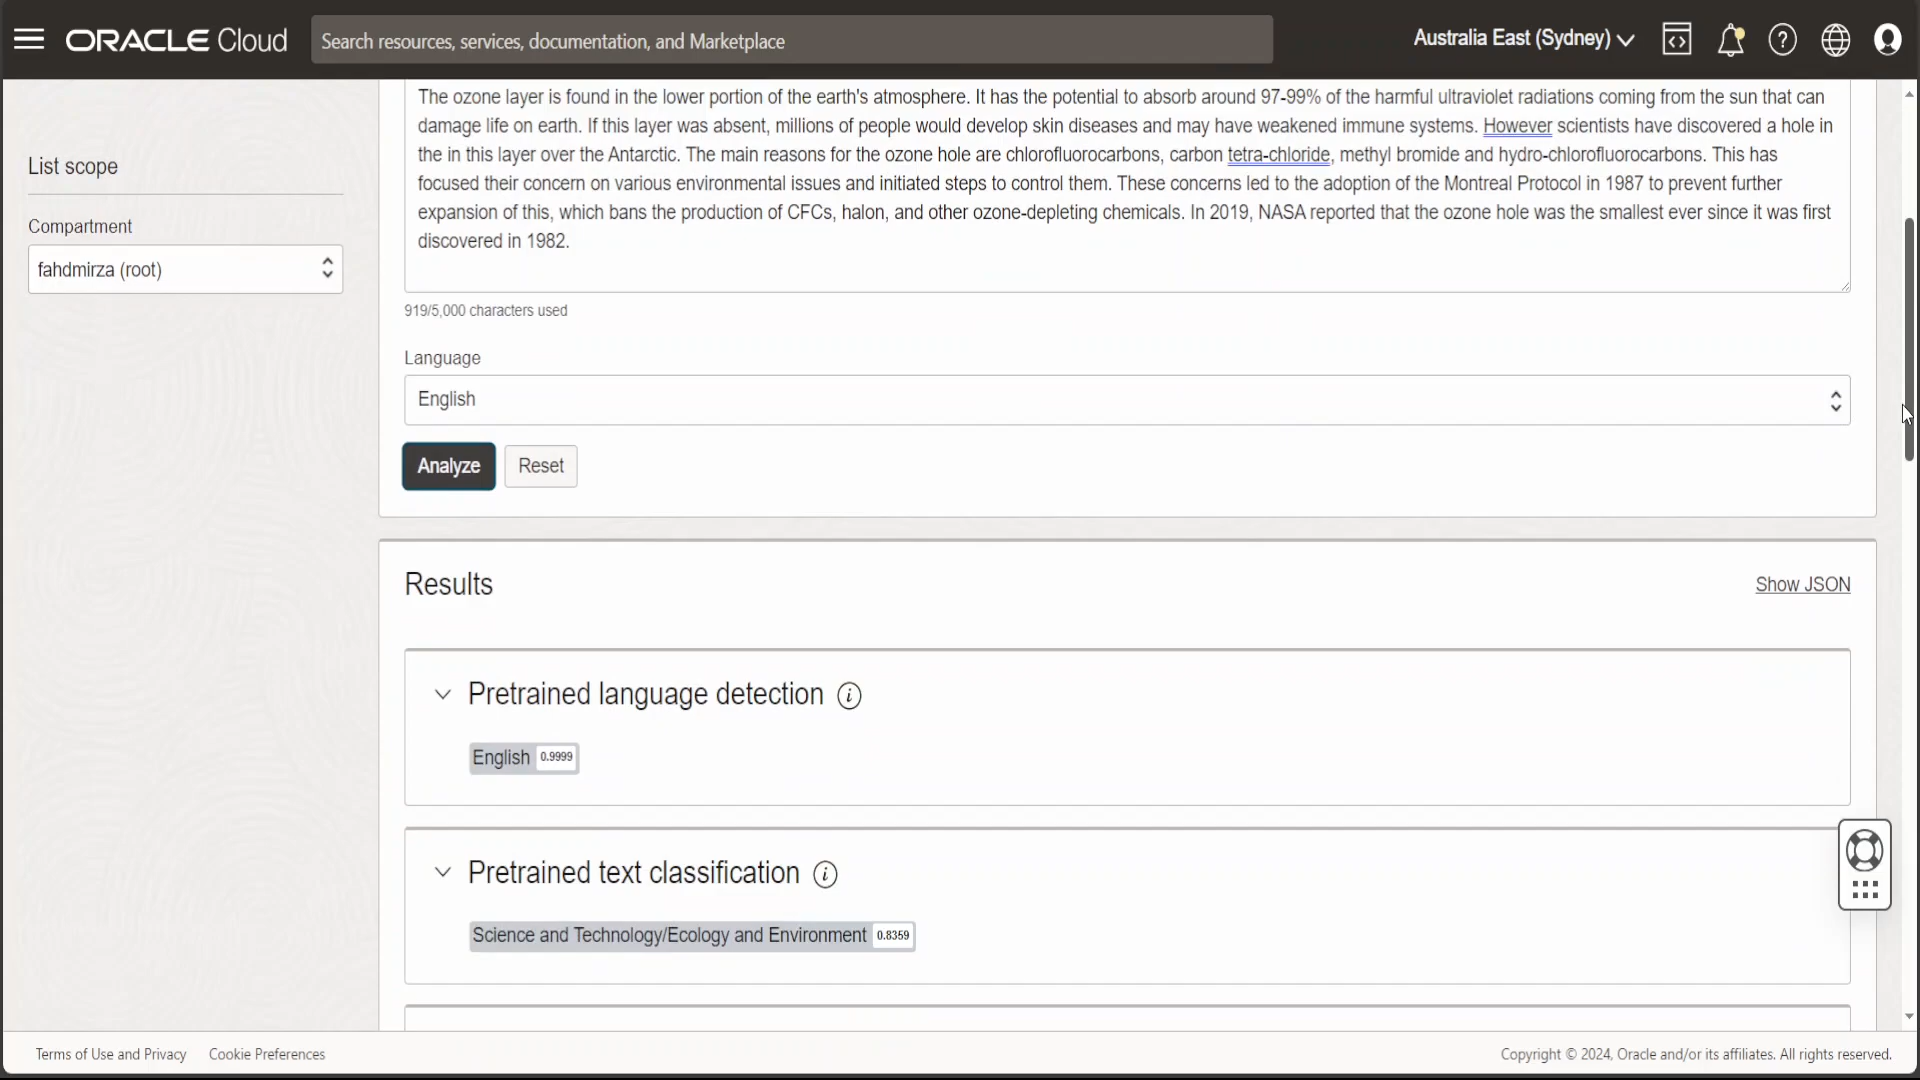 ORACLE Cloud
Search resources, services, documentation, and Marketplace
Australia East (Sydney)
List scope
Compartment
fahdmirza (root)
The ozone layer is found in the lower portion of the earth's atmosphere. It has the potential to absorb around 97-99% of the harmful ultraviolet radiations coming from the sun that can
damage life on earth. If this layer was absent, millions of people would develop skin diseases and may have weakened immune systems. However scientists have discovered a hole in
the in this layer over the Antarctic. The main reasons for the ozone hole are chlorofluorocarbons, carbon tetra-chloride, methyl bromide and hydro-chlorofluorocarbons. This has
focused their concern on various environmental issues and initiated steps to control them. These concerns led to the adoption of the Montreal Protocol in 1987 to prevent further
expansion of this, which bans the production of CFCs, halon, and other ozone-depleting chemicals. In 2019, NASA reported that the ozone hole was the smallest ever since it was first
discovered in 1982.
919/5,000 characters used
Language
English
Analyze Reset
Results
Show JSON
Pretrained language detection
English 0.9999
Pretrained text classification
Science and Technology/Ecology and Environment 0.8359
Terms of Use and Privacy Cookie Preferences
Copyright © 2024, Oracle and/or its affiliates. All rights reserved.